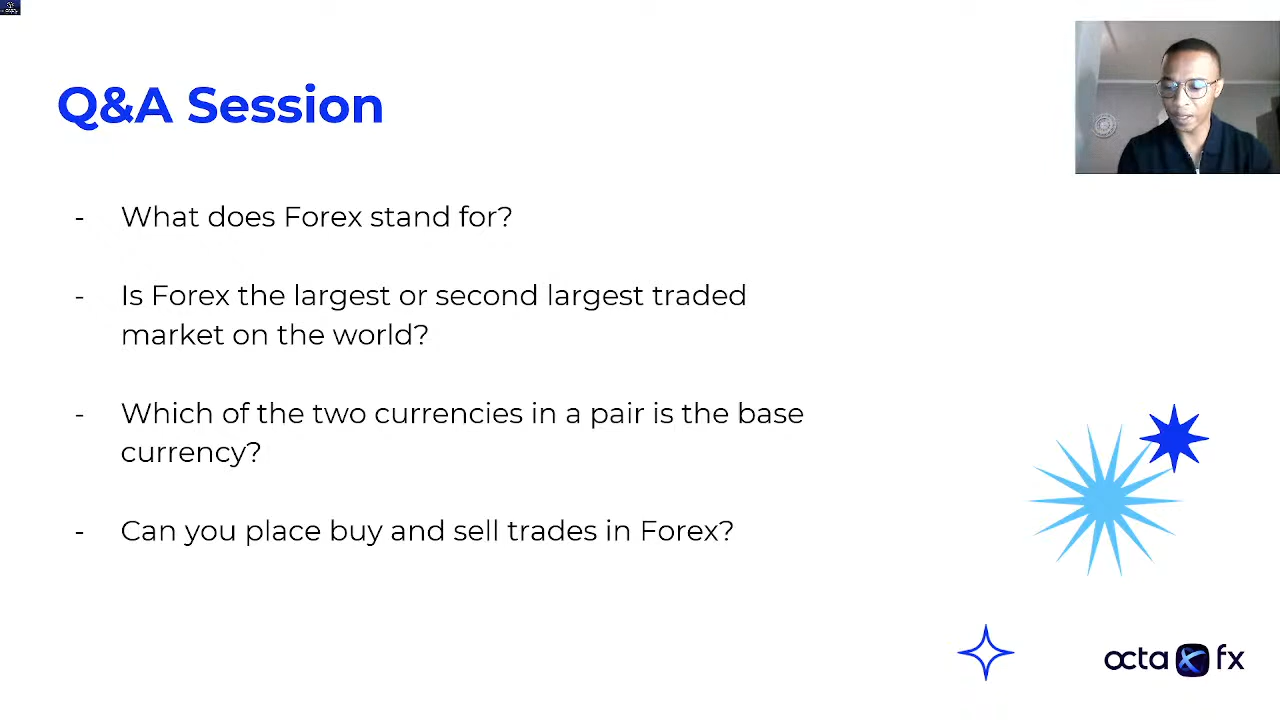 Q&A Session
- What does Forex stand for?
- Is Forex the largest or second largest traded
market on the world?
- Which of the two currencies in a pair is the base
currency?
- Can you place buy and sell trades in Forex?
octa fx